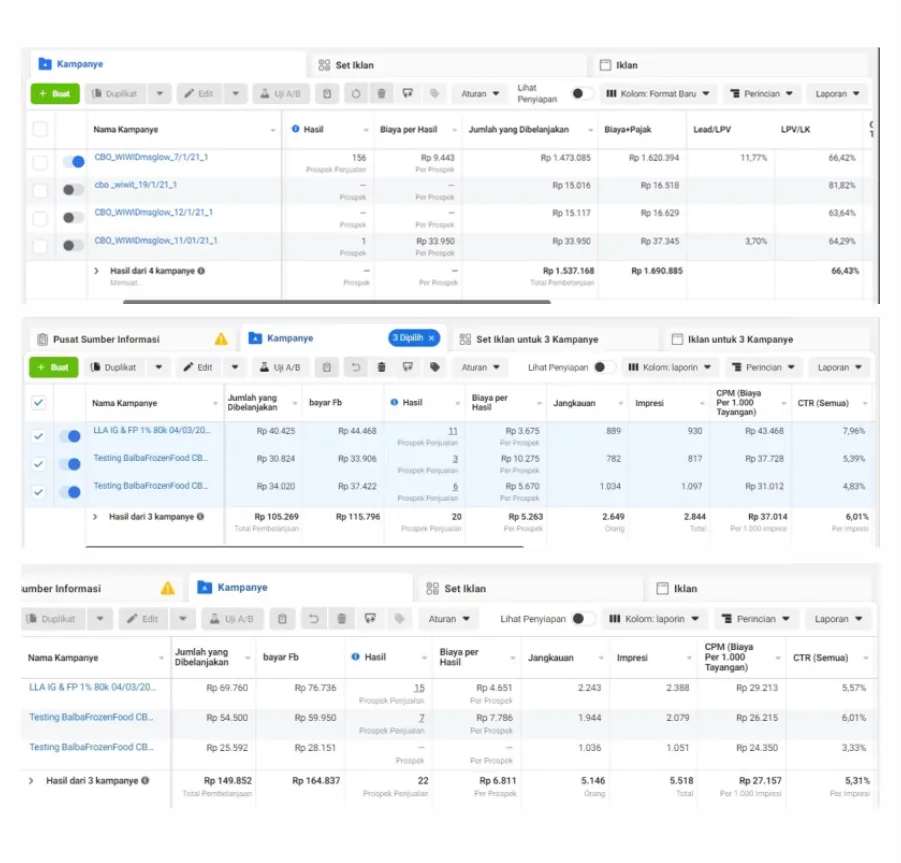 Kampanye Set Iklan Iklan
+ Buat Duplikat Edit Uji A/B Aturan Lihat Penyiapan Kolom: Format Baru Perincian Laporan
Nama Kampanye Hasil Biaya per Hasil Jumlah yang Dibelanjakan Biaya+Pajak Lead/LPV LPV/LK
CBO_WIWIDmsglow_7/1/21_1 156 Rp 9.443 Rp 1.473.085 Rp 1.620.394 11,77% 66,42%
Prospek Penjualan Per Prospek
cbo _wiwit_19/1/21_1 — — Rp 15.016 Rp 16.518 81,82%
Prospek Per Prospek
CBO_WIWIDmsglow_12/1/21_1 — — Rp 15.117 Rp 16.629 63,64%
Prospek Per Prospek
CBO_WIWIDmsglow_11/01/21_1 1 Rp 33.950 Rp 33.950 Rp 37.345 3,70% 64,29%
Prospek Per Prospek
Hasil dari 4 kampanye — — Rp 1.537.168 Rp 1.690.885 66,43%
Memuat... Prospek Per Prospek Total Pembelanjaan
Pusat Sumber Informasi Kampanye 3 Dipilih × Set Iklan untuk 3 Kampanye Iklan untuk 3 Kampanye
+ Buat Duplikat Edit Uji A/B Aturan Lihat Penyiapan Kolom: laporin Perincian Laporan
Nama Kampanye Jumlah yang Dibelanjakan bayar Fb Hasil Biaya per Hasil Jangkauan Impresi CPM (Biaya Per 1.000 Tayangan) CTR (Semua)
LLA IG & FP 1% 80k 04/03/20... Rp 40.425 Rp 44.468 11 Rp 3.675 889 930 Rp 43.468 7,96%
Prospek Penjualan Per Prospek
Testing BalbaFrozenFood CB... Rp 30.824 Rp 33.906 3 Rp 10.275 782 817 Rp 37.728 5,39%
Prospek Penjualan Per Prospek
Testing BalbaFrozenFood CB... Rp 34.020 Rp 37.422 6 Rp 5.670 1.034 1.097 Rp 31.012 4,83%
Prospek Penjualan Per Prospek
Hasil dari 3 kampanye Rp 105.269 Rp 115.796 20 Rp 5.263 2.649 2.844 Rp 37.014 6,01%
Total Pembelanjaan Prospek Penjualan Per Prospek Orang Total Per 1.000 Impresi Per Impresi
umber Informasi Kampanye Set Iklan Iklan
Duplikat Edit Uji A/B Aturan Lihat Penyiapan Kolom: laporin Perincian Laporan
Nama Kampanye Jumlah yang Dibelanjakan bayar Fb Hasil Biaya per Hasil Jangkauan Impresi CPM (Biaya Per 1.000 Tayangan) CTR (Semua)
LLA IG & FP 1% 80k 04/03/20... Rp 69.760 Rp 76.736 15 Rp 4.651 2.243 2.388 Rp 29.213 5,57%
Prospek Penjualan Per Prospek
Testing BalbaFrozenFood CB... Rp 54.500 Rp 59.950 7 Rp 7.786 1.944 2.079 Rp 26.215 6,01%
Prospek Penjualan Per Prospek
Testing BalbaFrozenFood CB... Rp 25.592 Rp 28.151 — — 1.036 1.051 Rp 24.350 3,33%
Prospek Per Prospek
Hasil dari 3 kampanye Rp 149.852 Rp 164.837 22 Rp 6.811 5.146 5.518 Rp 27.157 5,31%
Total Pembelanjaan Prospek Penjualan Per Prospek Orang Total Per 1.000 Impresi Per Impresi